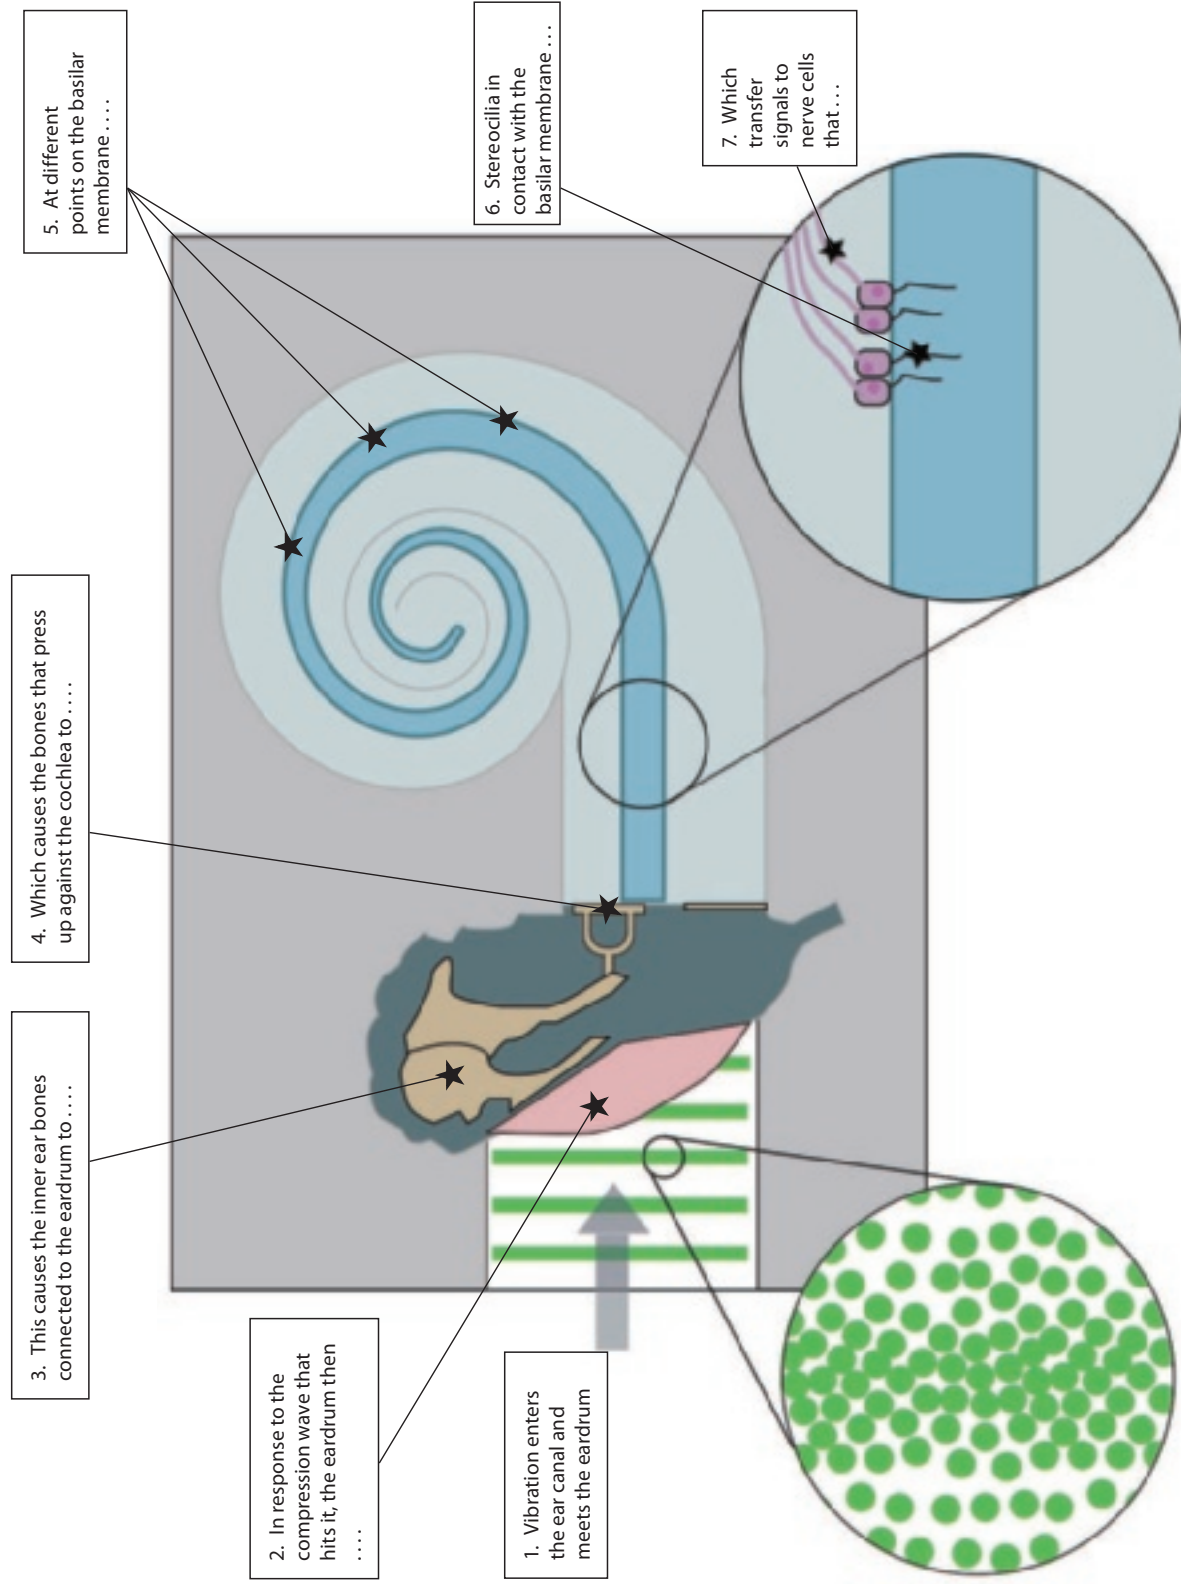 1. Vibration enters
the ear canal and
meets the eardrum
2. In response to the
compression wave that
hits it, the eardrum then
. . . .
3. This causes the inner ear bones
connected to the eardrum to . . . .
4. Which causes the bones that press
up against the cochlea to . . . .
5. At different
points on the basilar
membrane . . . .
6. Stereocilia in
contact with the
basilar membrane . . .
7. Which
transfer
signals to
nerve cells
that . . .